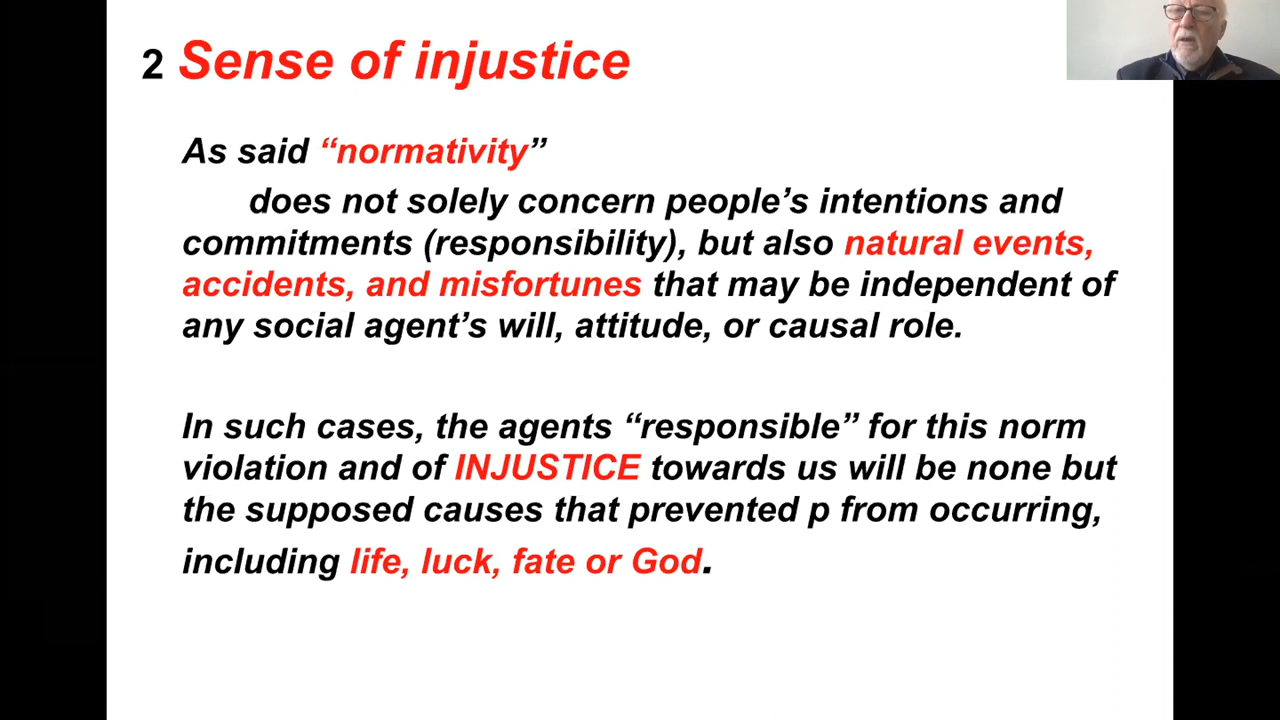 2 Sense of injustice
As said “normativity”
does not solely concern people’s intentions and
commitments (responsibility), but also natural events,
accidents, and misfortunes that may be independent of
any social agent’s will, attitude, or causal role.
In such cases, the agents “responsible” for this norm
violation and of INJUSTICE towards us will be none but
the supposed causes that prevented p from occurring,
including life, luck, fate or God.